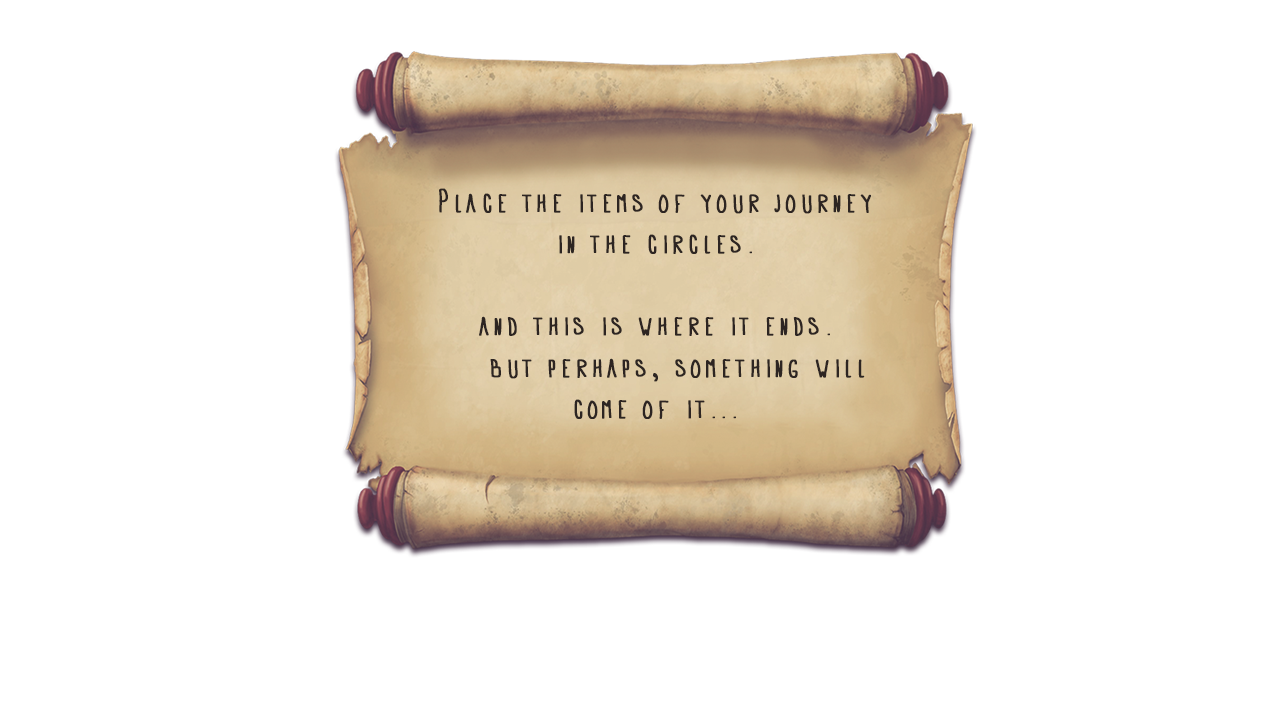 Place the items of your journey
in the circles.
And this is where it ends.
But perhaps, something will
come of it...